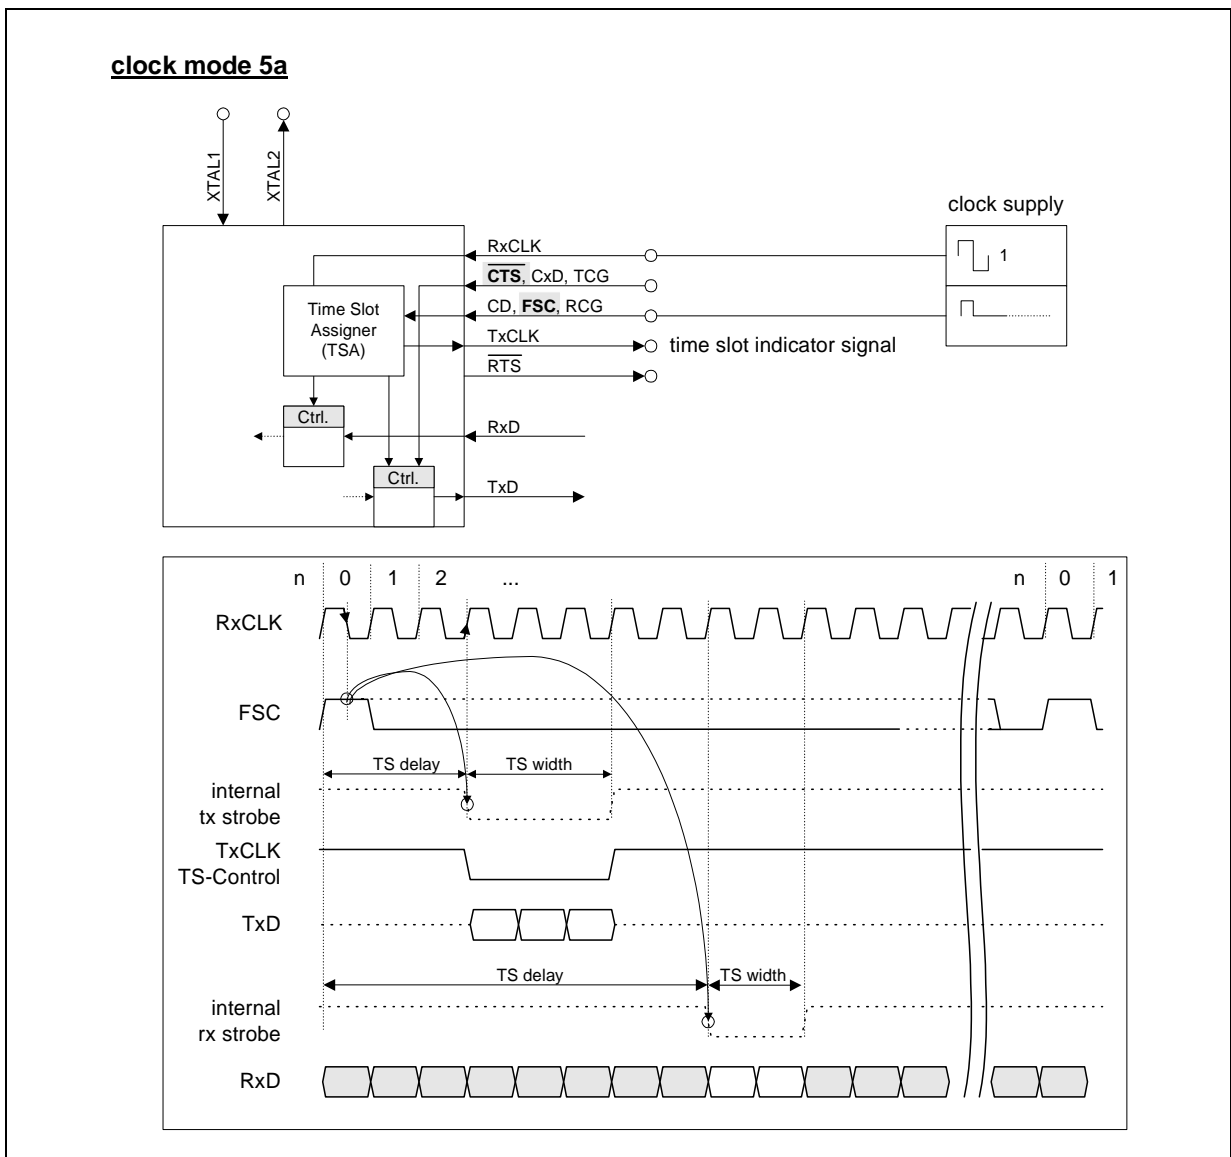 clock mode 5a
XTAL1
XTAL2
clock supply
RxCLK
1
CTS, CxD, TCG
CD, FSC, RCG
TxCLK
time slot indicator signal
RTS
Time Slot
Assigner
(TSA)
Ctrl.
RxD
Ctrl.
TxD
n 0 1 2 ... n 0 1
RxCLK
FSC
TS delay TS width
internal
tx strobe
TxCLK
TS-Control
TxD
TS delay TS width
internal
rx strobe
RxD